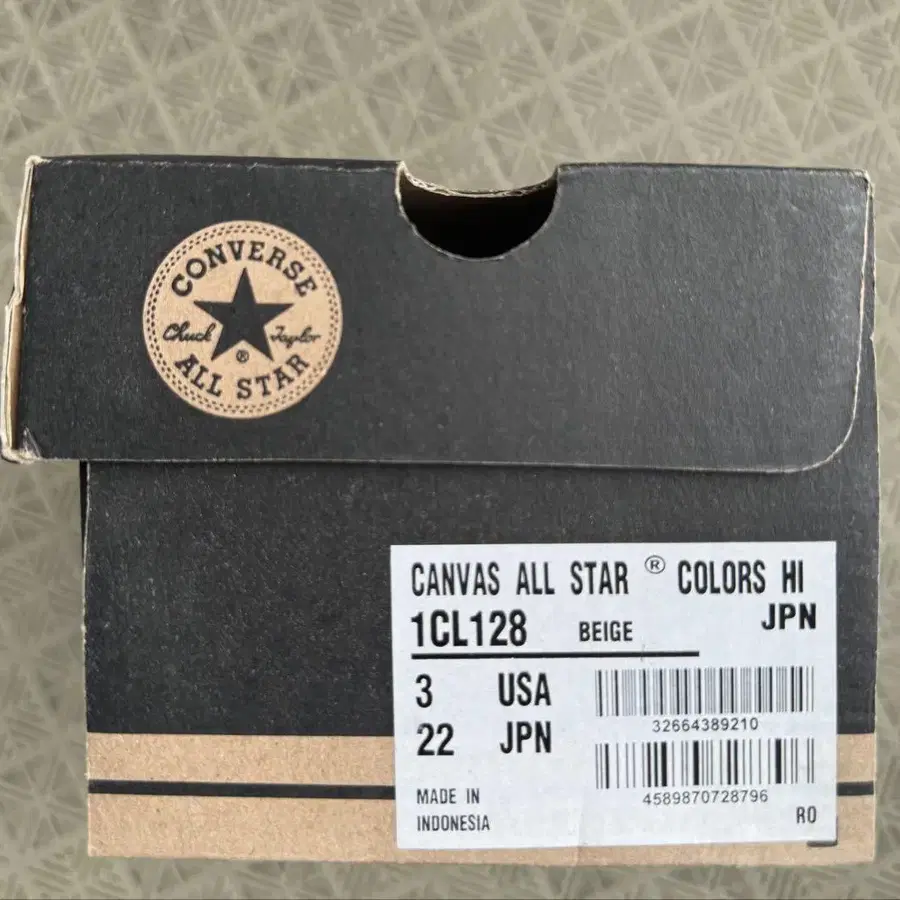 CONVERSE
Chuck Taylor
®
ALL STAR
CANVAS ALL STAR ® COLORS HI
JPN
1CL128 BEIGE
3 USA
32664389210
22 JPN
4589870728796
MADE IN
INDONESIA
RO